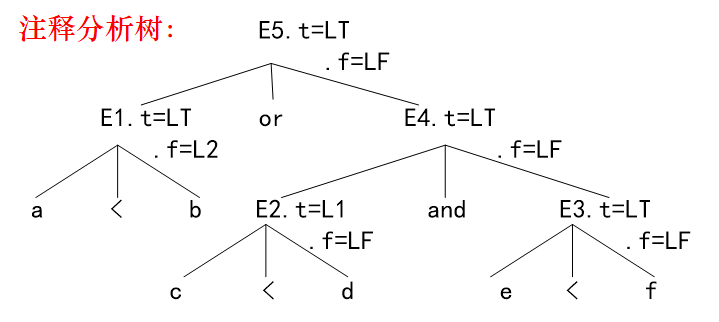 注释分析树: E5.t=LT
.f=LF
E1.t=LT or E4.t=LT
.f=L2 .f=LF
a < b E2.t=L1 and E3.t=LT
.f=LF .f=LF
c < d e < f